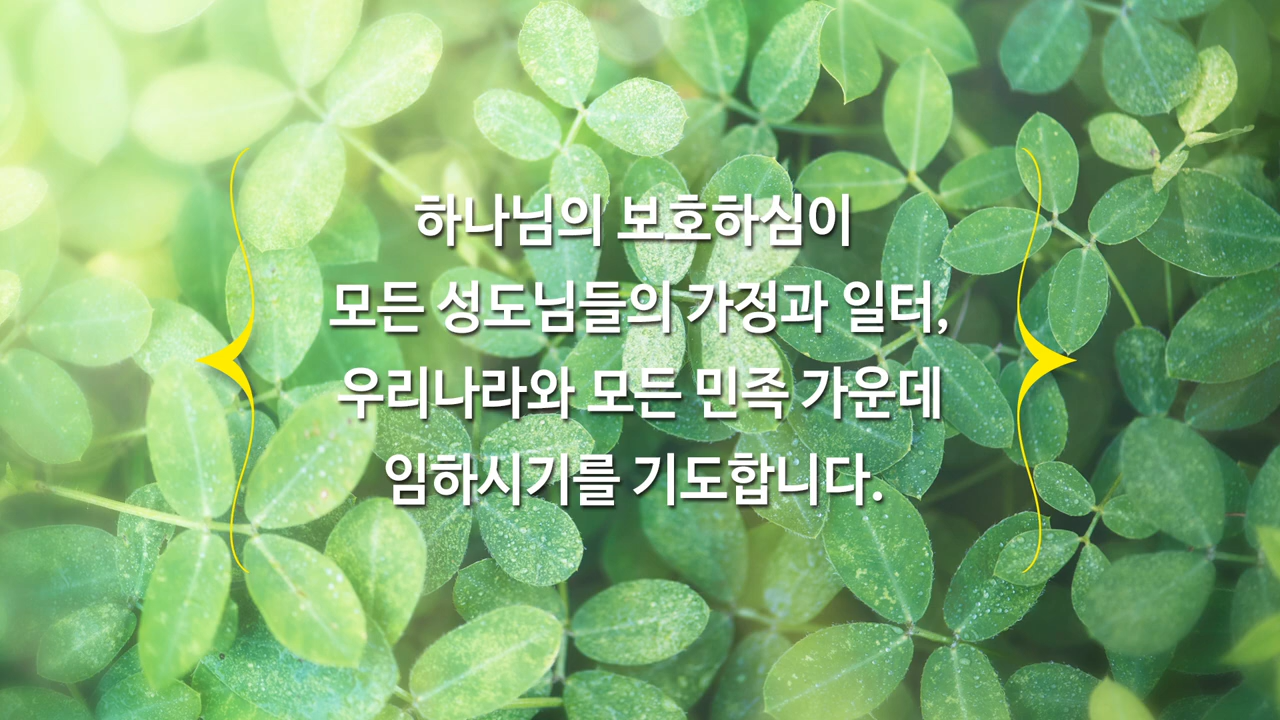 하나님의 보호하심이
모든 성도님들의 가정과 일터,
우리나라와 모든 민족 가운데
임하시기를 기도합니다.